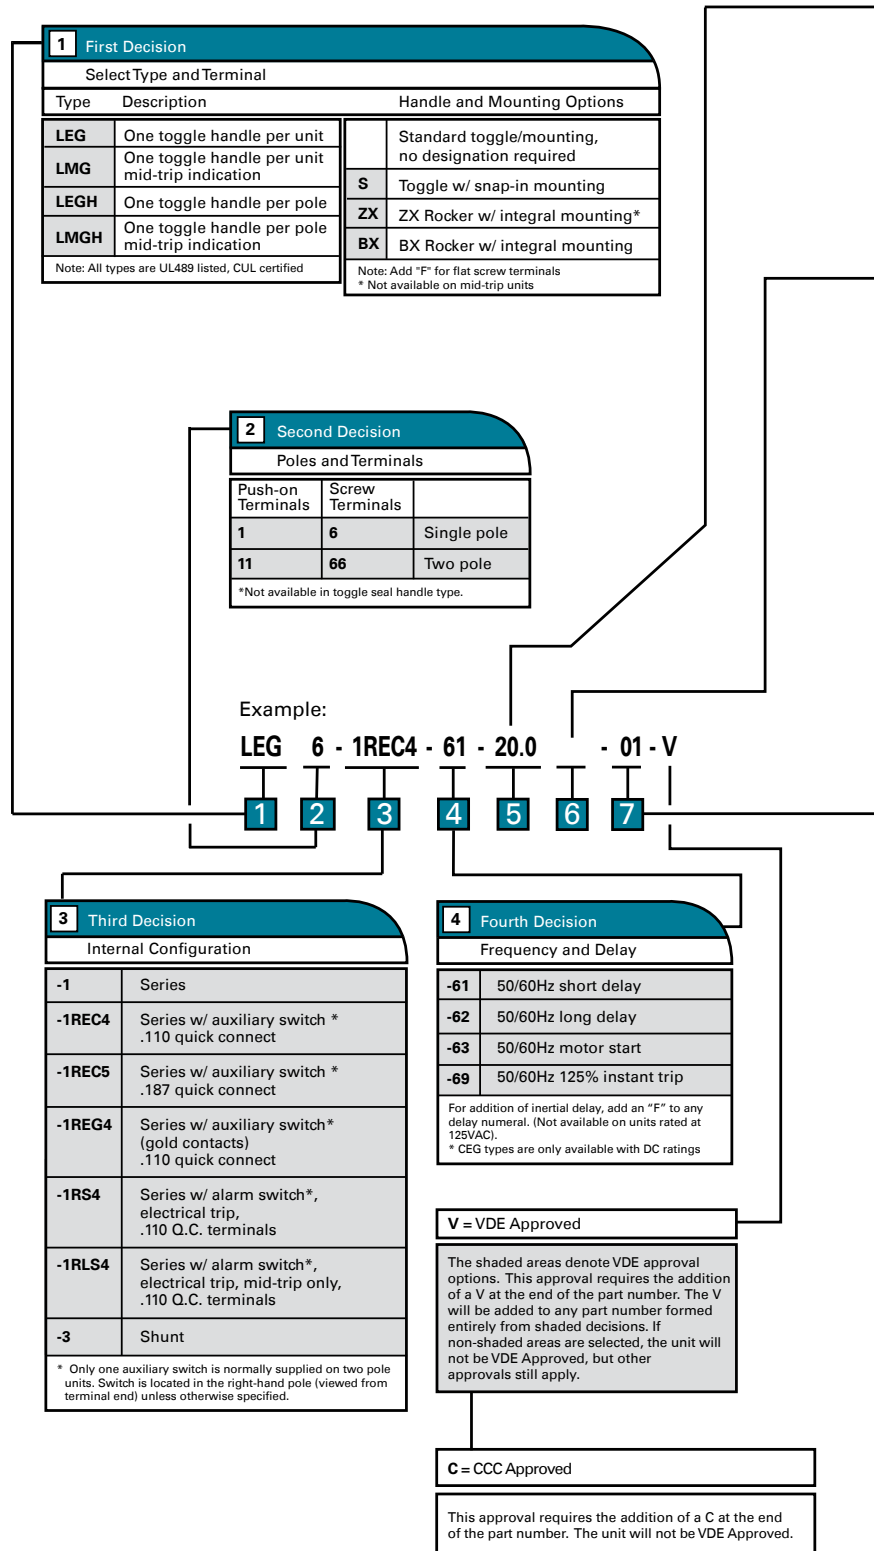 1 First Decision
Select Type and Terminal
Type Description Handle and Mounting Options
LEG One toggle handle per unit
LMG One toggle handle per unit
mid-trip indication
LEGH One toggle handle per pole
LMGH One toggle handle per pole
mid-trip indication
Note: All types are UL489 listed, CUL certified
Standard toggle/mounting,
no designation required
S Toggle w/ snap-in mounting
ZX ZX Rocker w/ integral mounting*
BX BX Rocker w/ integral mounting
Note: Add "F" for flat screw terminals
* Not available on mid-trip units
2 Second Decision
Poles and Terminals
Push-on
Terminals
Screw
Terminals
1 6 Single pole
11 66 Two pole
*Not available in toggle seal handle type.
Example:
LEG 6 - 1REC4 - 61 - 20.0 - 01 - V
1 2 3 4 5 6 7
3 Third Decision
Internal Configuration
-1 Series
-1REC4 Series w/ auxiliary switch *
.110 quick connect
-1REC5 Series w/ auxiliary switch *
.187 quick connect
-1REG4 Series w/ auxiliary switch*
(gold contacts)
.110 quick connect
-1RS4 Series w/ alarm switch*,
electrical trip,
.110 Q.C. terminals
-1RLS4 Series w/ alarm switch*,
electrical trip, mid-trip only,
.110 Q.C. terminals
-3 Shunt
* Only one auxiliary switch is normally supplied on two pole
units. Switch is located in the right-hand pole (viewed from
terminal end) unless otherwise specified.
4 Fourth Decision
Frequency and Delay
-61 50/60Hz short delay
-62 50/60Hz long delay
-63 50/60Hz motor start
-69 50/60Hz 125% instant trip
For addition of inertial delay, add an “F” to any
delay numeral. (Not available on units rated at
125VAC).
* CEG types are only available with DC ratings
V = VDE Approved
The shaded areas denote VDE approval
options. This approval requires the addition
of a V at the end of the part number. The V
will be added to any part number formed
entirely from shaded decisions. If
non-shaded areas are selected, the unit will
not be VDE Approved, but other
approvals still apply.
C = CCC Approved
This approval requires the addition of a C at the end
of the part number. The unit will not be VDE Approved.